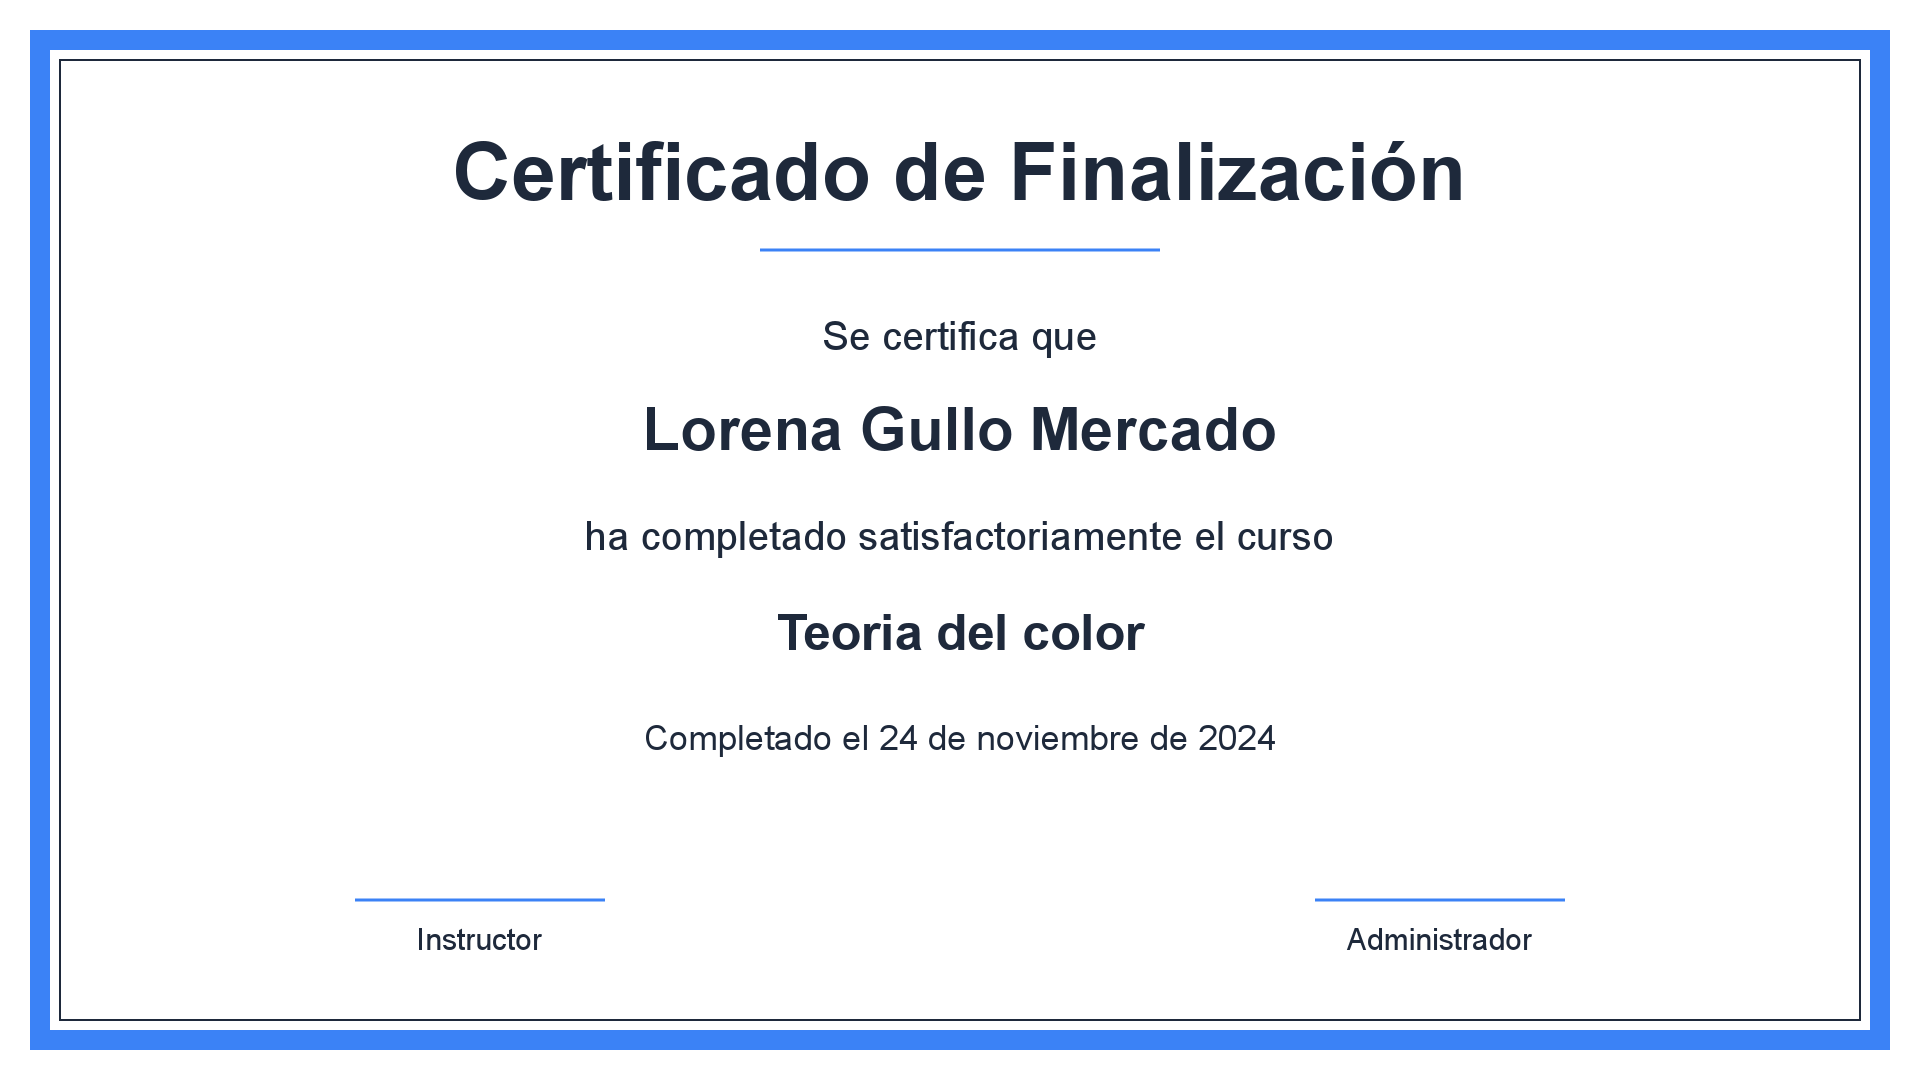 Certificado de Finalización
Se certifica que
Lorena Gullo Mercado
ha completado satisfactoriamente el curso
Teoria del color
Completado el 24 de noviembre de 2024
Instructor
Administrador